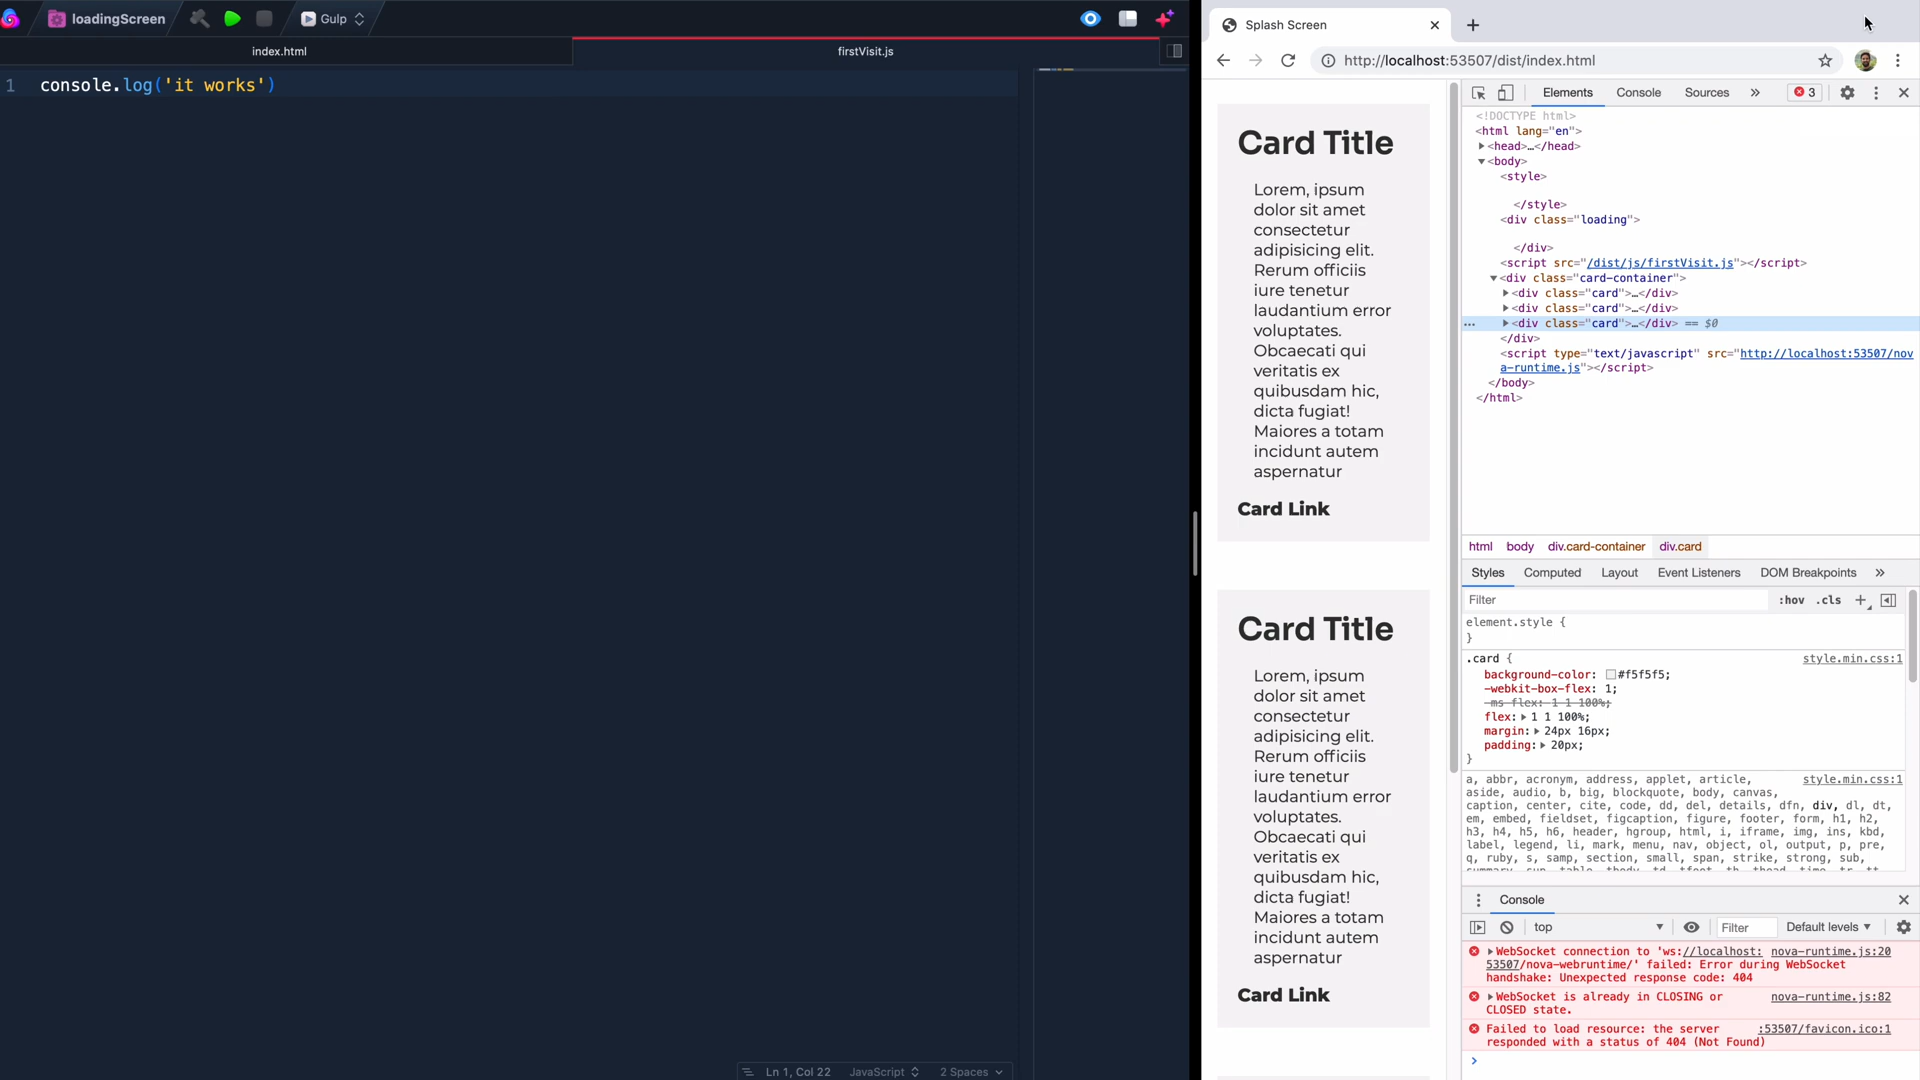 loadingScreen
Gulp
index.html
firstVisit.js
1 console.log('it works')
Ln 1, Col 22
JavaScript
2 Spaces
Splash Screen
http://localhost:53507/dist/index.html
Card Title
Lorem, ipsum
dolor sit amet
consectetur
adipisicing elit.
Rerum officiis
iure tenetur
laudantium error
voluptates.
Obcaecati qui
veritatis ex
quibusdam hic,
dicta fugiat!
Maiores a totam
incidunt autem
aspernatur
Card Link
Card Title
Lorem, ipsum
dolor sit amet
consectetur
adipisicing elit.
Rerum officiis
iure tenetur
laudantium error
voluptates.
Obcaecati qui
veritatis ex
quibusdam hic,
dicta fugiat!
Maiores a totam
incidunt autem
aspernatur
Card Link
Elements Console Sources » 3
<!DOCTYPE html>
<html lang="en">
<head>…</head>
<body>
<style>
</style>
<div class="loading">
</div>
<script src="/dist/js/firstVisit.js"></script>
<div class="card-container">
<div class="card">…</div>
<div class="card">…</div>
<div class="card">…</div> == $0
</div>
<script type="text/javascript" src="http://localhost:53507/nov
a-runtime.js"></script>
</body>
</html>
html body div.card-container div.card
Styles Computed Layout Event Listeners DOM Breakpoints »
Filter :hov .cls +
element.style {
}
.card { style.min.css:1
background-color: #f5f5f5;
-webkit-box-flex: 1;
-ms-flex: 1 1 100%;
flex: 1 1 100%;
margin: 24px 16px;
padding: 20px;
}
a, abbr, acronym, address, applet, article, style.min.css:1
aside, audio, b, big, blockquote, body, canvas,
caption, center, cite, code, dd, del, details, dfn, div, dl, dt,
em, embed, fieldset, figcaption, figure, footer, form, h1, h2,
h3, h4, h5, h6, header, hgroup, html, i, iframe, img, ins, kbd,
label, legend, li, mark, menu, nav, object, ol, output, p, pre,
q, ruby, s, samp, section, small, span, strike, strong, sub,
summary, sup, table, tbody, td, tfoot, th, thead, time, tr, tt,
Console
top Filter Default levels
WebSocket connection to 'ws://localhost: nova-runtime.js:20
53507/nova-webruntime/' failed: Error during WebSocket
handshake: Unexpected response code: 404
WebSocket is already in CLOSING or nova-runtime.js:82
CLOSED state.
Failed to load resource: the server :53507/favicon.ico:1
responded with a status of 404 (Not Found)